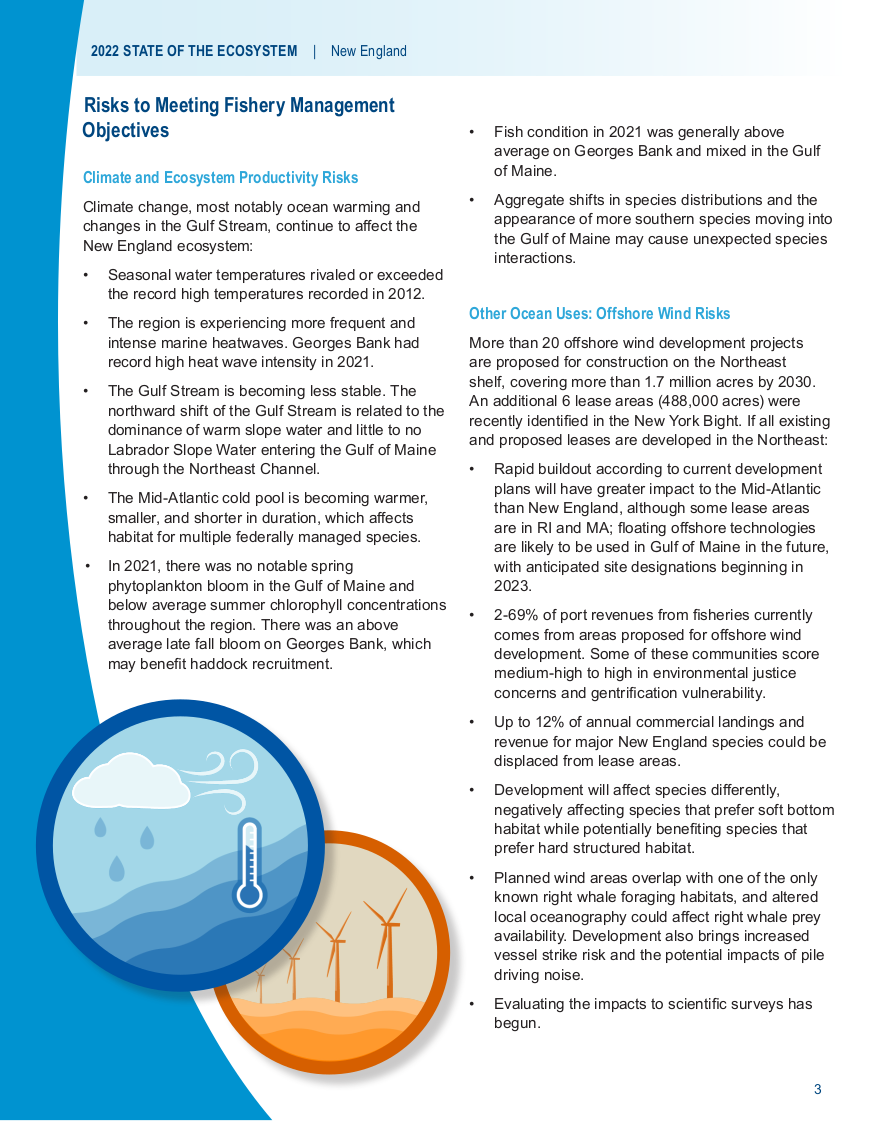 2022 STATE OF THE ECOSYSTEM | New England
Risks to Meeting Fishery Management
Objectives
Climate and Ecosystem Productivity Risks
Climate change, most notably ocean warming and
changes in the Gulf Stream, continue to affect the
New England ecosystem:
• Seasonal water temperatures rivaled or exceeded
the record high temperatures recorded in 2012.
• The region is experiencing more frequent and
intense marine heatwaves. Georges Bank had
record high heat wave intensity in 2021.
• The Gulf Stream is becoming less stable. The
northward shift of the Gulf Stream is related to the
dominance of warm slope water and little to no
Labrador Slope Water entering the Gulf of Maine
through the Northeast Channel.
• The Mid-Atlantic cold pool is becoming warmer,
smaller, and shorter in duration, which affects
habitat for multiple federally managed species.
• In 2021, there was no notable spring
phytoplankton bloom in the Gulf of Maine and
below average summer chlorophyll concentrations
throughout the region. There was an above
average late fall bloom on Georges Bank, which
may benefit haddock recruitment.
• Fish condition in 2021 was generally above
average on Georges Bank and mixed in the Gulf
of Maine.
• Aggregate shifts in species distributions and the
appearance of more southern species moving into
the Gulf of Maine may cause unexpected species
interactions.
Other Ocean Uses: Offshore Wind Risks
More than 20 offshore wind development projects
are proposed for construction on the Northeast
shelf, covering more than 1.7 million acres by 2030.
An additional 6 lease areas (488,000 acres) were
recently identified in the New York Bight. If all existing
and proposed leases are developed in the Northeast:
• Rapid buildout according to current development
plans will have greater impact to the Mid-Atlantic
than New England, although some lease areas
are in RI and MA; floating offshore technologies
are likely to be used in Gulf of Maine in the future,
with anticipated site designations beginning in
2023.
• 2-69% of port revenues from fisheries currently
comes from areas proposed for offshore wind
development. Some of these communities score
medium-high to high in environmental justice
concerns and gentrification vulnerability.
• Up to 12% of annual commercial landings and
revenue for major New England species could be
displaced from lease areas.
• Development will affect species differently,
negatively affecting species that prefer soft bottom
habitat while potentially benefiting species that
prefer hard structured habitat.
• Planned wind areas overlap with one of the only
known right whale foraging habitats, and altered
local oceanography could affect right whale prey
availability. Development also brings increased
vessel strike risk and the potential impacts of pile
driving noise.
• Evaluating the impacts to scientific surveys has
begun.
3